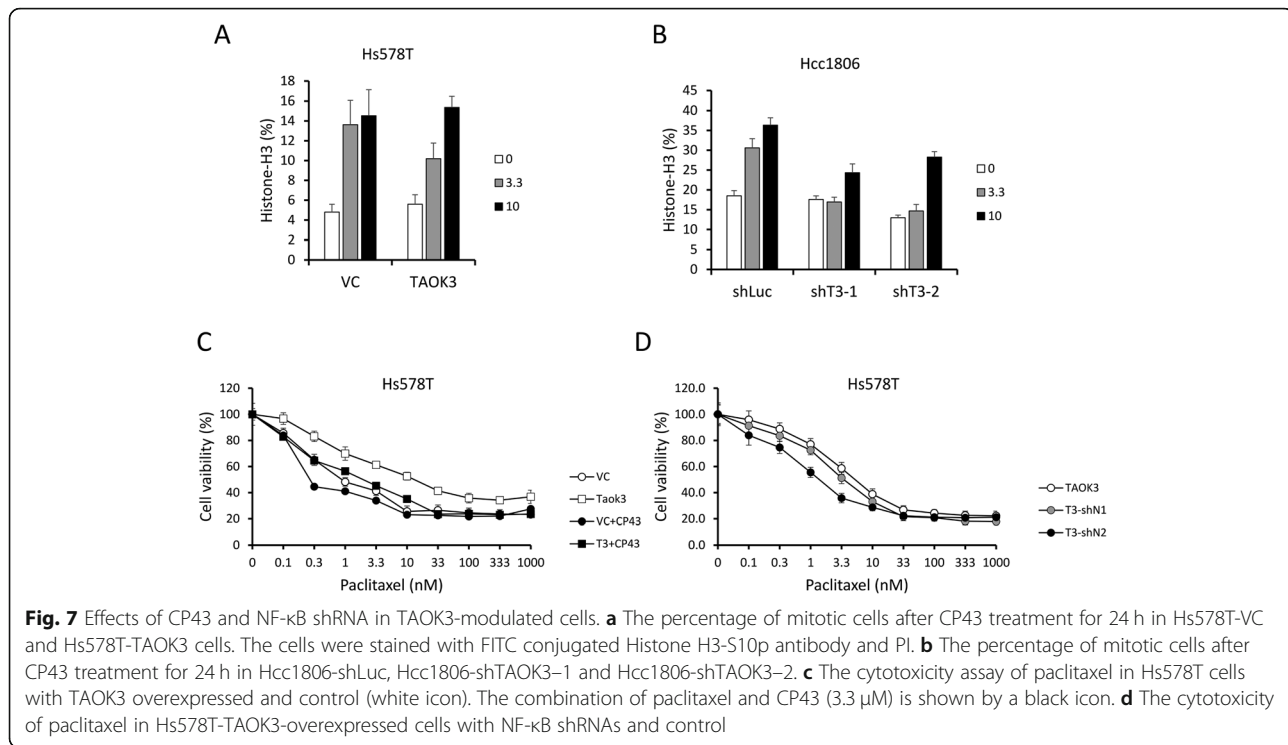 A
Hs578T
Histone-H3 (%)
18
16
14
12
10
8
6
4
2
0
VC
TAOK3
0
3.3
10
B
Hcc1806
Histone-H3 (%)
45
40
35
30
25
20
15
10
5
0
shLuc
shT3-1
shT3-2
0
3.3
10
C
Hs578T
Cell vaibility (%)
120
100
80
60
40
20
0
0 0.1 0.3 1 3.3 10 33 100 333 1000
Paclitaxel (nM)
VC
Taok3
VC+CP43
T3+CP43
D
Hs578T
Cell vaibility (%)
120.0
100.0
80.0
60.0
40.0
20.0
0.0
0 0.1 0.3 1 3.3 10 33 100 333 1000
Paclitaxel (nM)
TAOK3
T3-shN1
T3-shN2
Fig. 7 Effects of CP43 and NF-κB shRNA in TAOK3-modulated cells. a The percentage of mitotic cells after CP43 treatment for 24 h in Hs578T-VC
and Hs578T-TAOK3 cells. The cells were stained with FITC conjugated Histone H3-S10p antibody and PI. b The percentage of mitotic cells after
CP43 treatment for 24 h in Hcc1806-shLuc, Hcc1806-shTAOK3–1 and Hcc1806-shTAOK3–2. c The cytotoxicity assay of paclitaxel in Hs578T cells
with TAOK3 overexpressed and control (white icon). The combination of paclitaxel and CP43 (3.3 μM) is shown by a black icon. d The cytotoxicity
of paclitaxel in Hs578T-TAOK3-overexpressed cells with NF-κB shRNAs and control